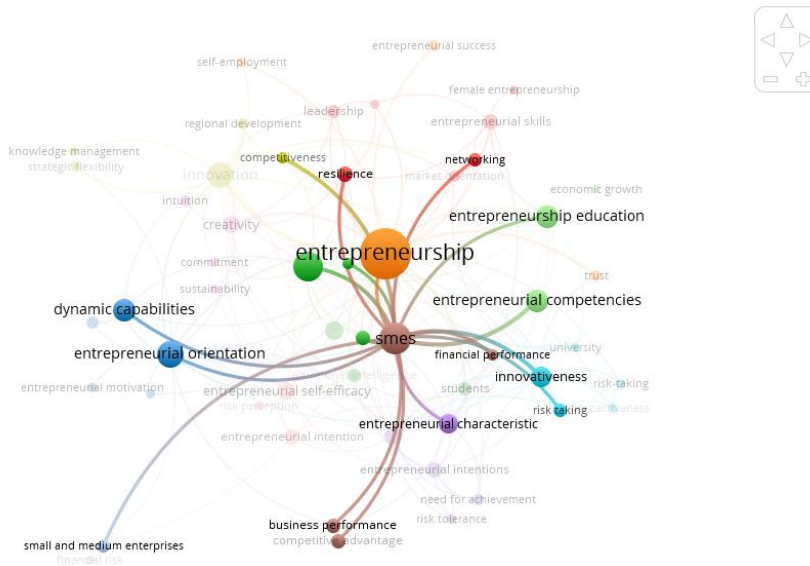 entrepreneurial success
self-employment
female entrepreneurship
leadership
regional development
entrepreneurial skills
knowledge management
competitiveness
networking
strategic flexibility
innovation
resilience
market orientation
intuition
economic growth
creativity
entrepreneurship education
entrepreneurship
commitment
trust
sustainability
entrepreneurial competencies
dynamic capabilities
smes
entrepreneurial orientation
financial performance
university
innovativeness
entrepreneurial motivation
entrepreneurial self-efficacy
students
risk-taking
risk perception
risk taking
entrepreneurial characteristic
entrepreneurial intention
entrepreneurial intentions
need for achievement
risk tolerance
business performance
competitive advantage
small and medium enterprises
financial risk